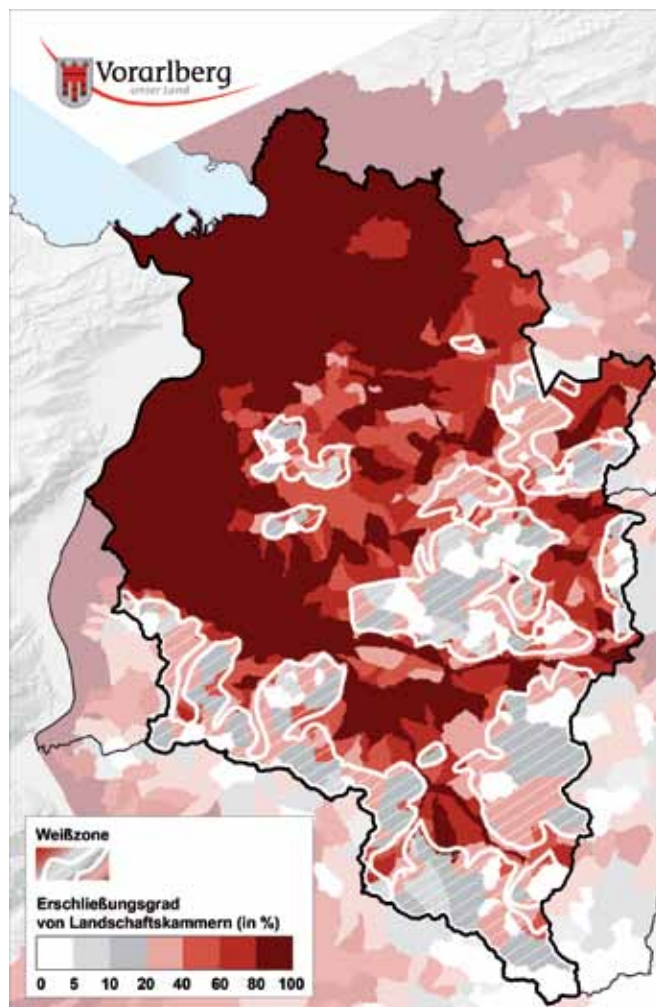 Vorarlberg
unser Land
Weißzone
Erschließungsgrad
von Landschaftskammern (in %)
0 5 10 20 40 60 80 100